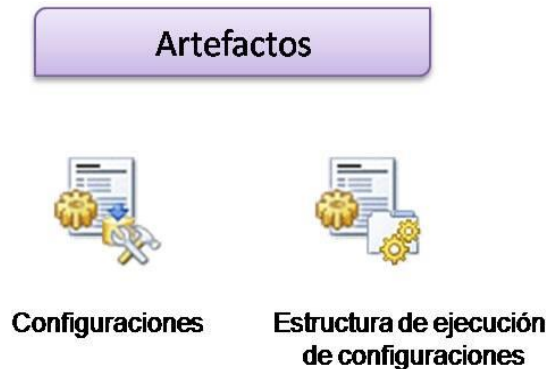 Artefactos
Configuraciones
Estructura de ejecución
de configuraciones